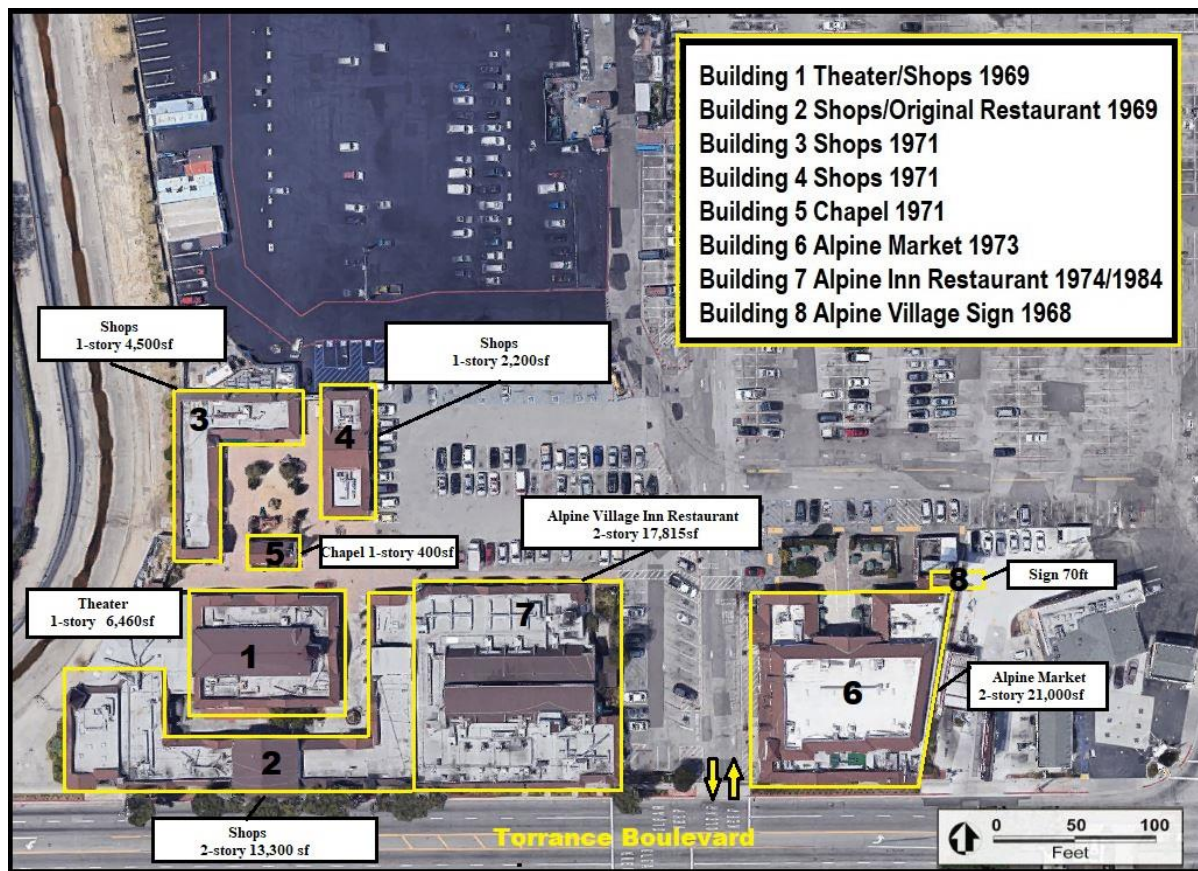 Building 1 Theater/Shops 1969
Building 2 Shops/Original Restaurant 1969
Building 3 Shops 1971
Building 4 Shops 1971
Building 5 Chapel 1971
Building 6 Alpine Market 1973
Building 7 Alpine Inn Restaurant 1974/1984
Building 8 Alpine Village Sign 1968
Shops
1-story 4,500sf
Shops
1-story 2,200sf
3
4
Alpine Village Inn Restaurant
2-story 17,815sf
5
Chapel 1-story 400sf
8
Sign 70ft
Theater
1-story 6,460sf
7
1
6
Alpine Market
2-story 21,000sf
2
Shops
2-story 13,300 sf
Torrance Boulevard
0 50 100
Feet